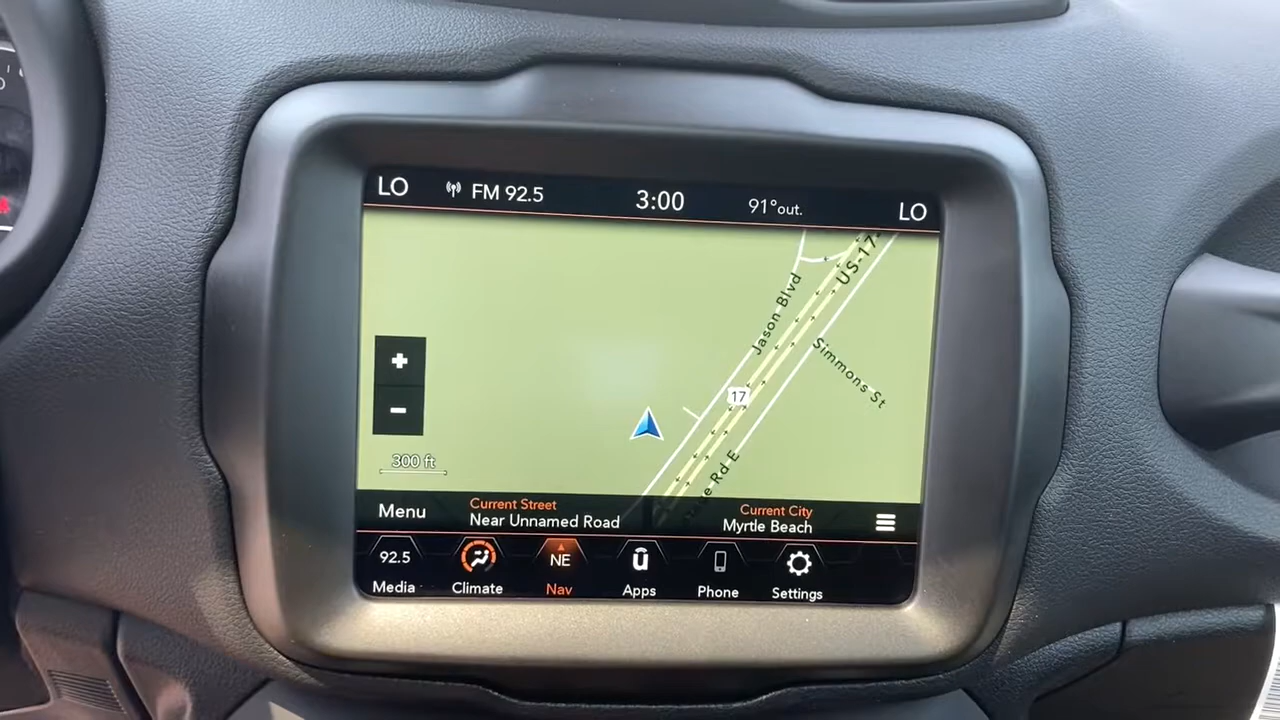 LO
FM 92.5
3:00
91°out.
LO
US-17-
Jason Blvd
Simmons St
17
Rd E
300 ft
Menu
Current Street
Near Unnamed Road
Current City
Myrtle Beach
92.5
NE
û
Media
Climate
Nav
Apps
Phone
Settings